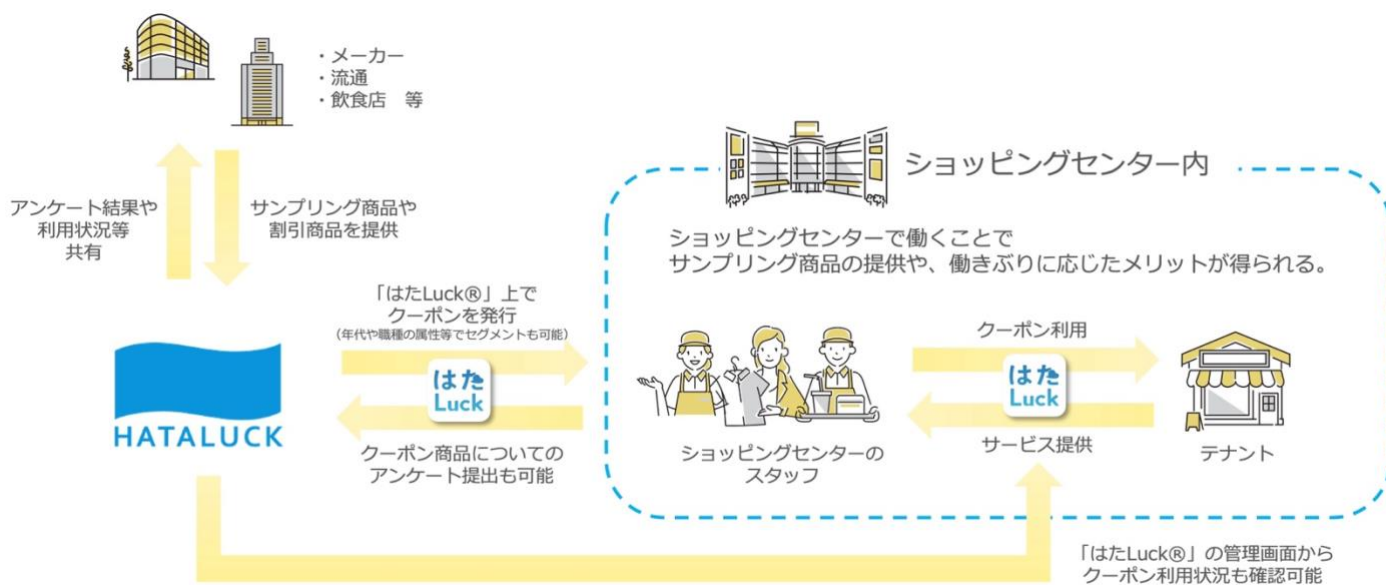 ・メーカー
・流通
・飲食店　等
アンケート結果や
利用状況等
共有
サンプリング商品や
割引商品を提供
ショッピングセンター内
ショッピングセンターで働くことで
サンプリング商品の提供や、働きぶりに応じたメリットが得られる。
「はたLuck®」上で
クーポンを発行
（年代や職種の属性等でセグメントも可能）
はた
Luck
クーポン商品についての
アンケート提出も可能
HATALUCK
ショッピングセンターの
スタッフ
クーポン利用
はた
Luck
サービス提供
テナント
「はたLuck®」の管理画面から
クーポン利用状況も確認可能